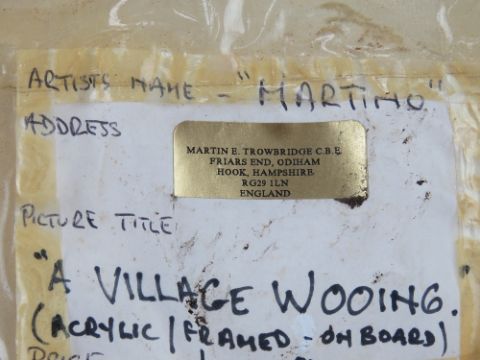 ARTISTS NAME - "MARTINO"
ADDRESS
MARTIN E. TROWBRIDGE C.B.E.
FRIARS END, ODIHAM
HOOK, HAMPSHIRE
RG29 1LN
ENGLAND
PICTURE TITLE
"A VILLAGE WOOING."
(ACRYLIC / FRAMED - ON BOARD)
PRICE